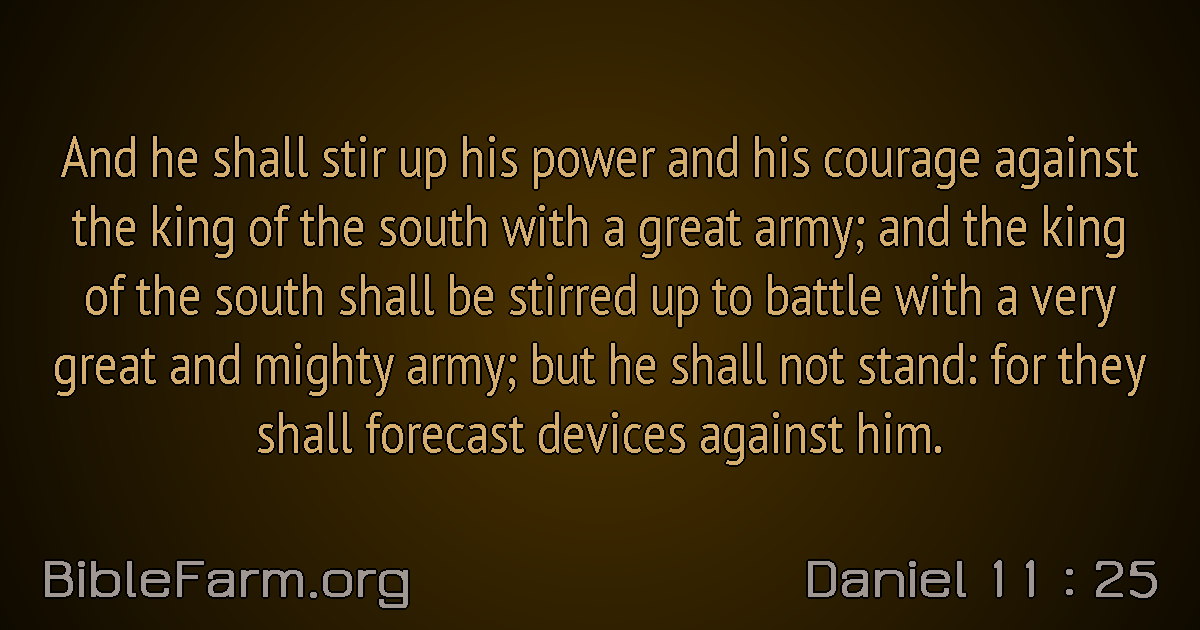 And he shall stir up his power and his courage against
the king of the south with a great army; and the king
of the south shall be stirred up to battle with a very
great and mighty army; but he shall not stand: for they
shall forecast devices against him.
BibleFarm.org
Daniel 11 : 25